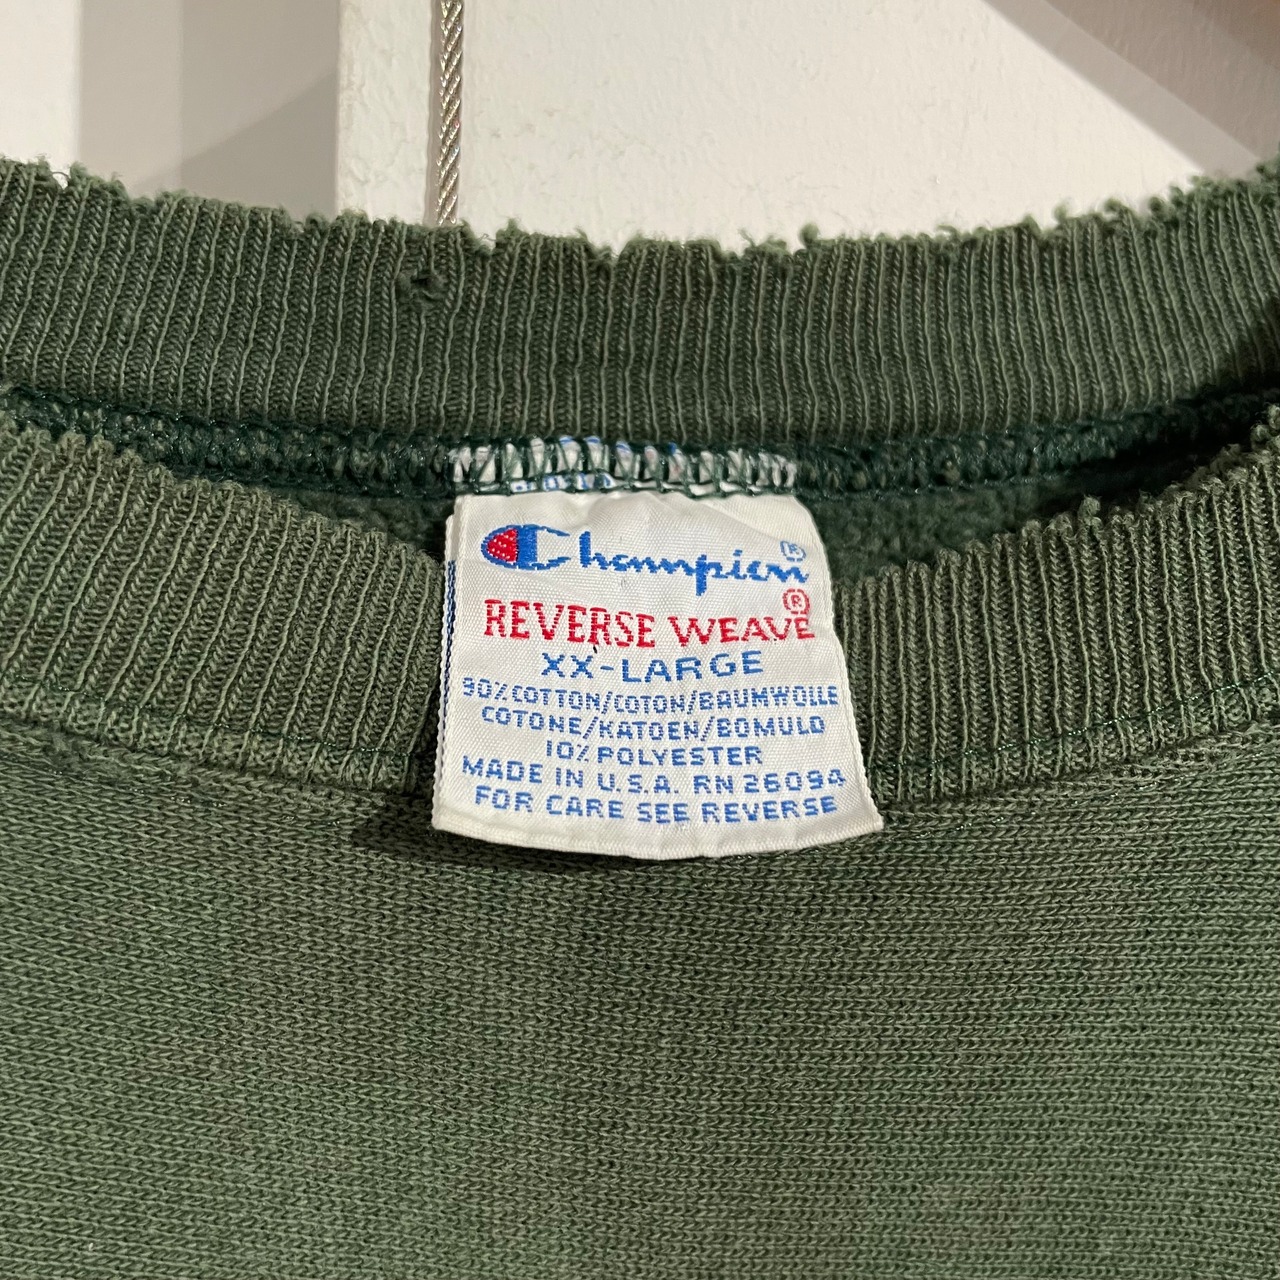 Champion®
REVERSE WEAVE®
XX-LARGE
90% COTTON/COTON/BAUMWOLLE
COTONE/KATOEN/BOMULD
10% POLYESTER
MADE IN U.S.A. RN 26094
FOR CARE SEE REVERSE